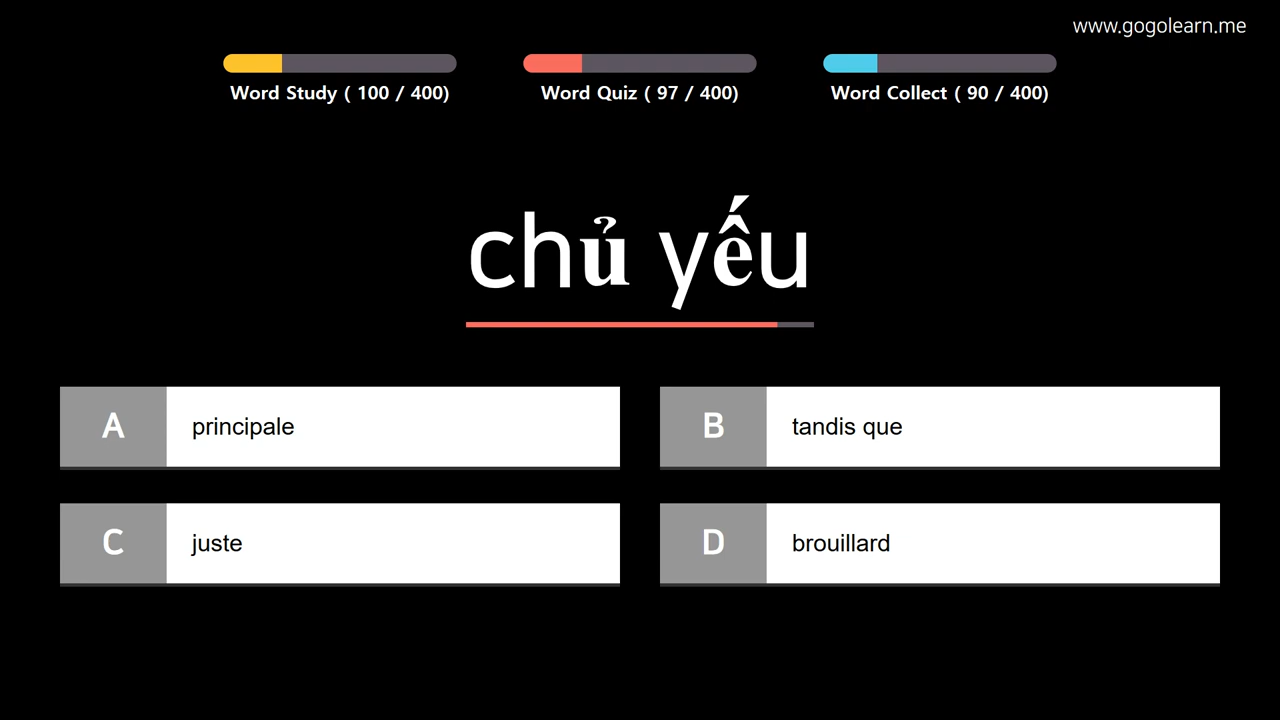 www.gogolearn.me
Word Study ( 100 / 400)
Word Quiz ( 97 / 400)
Word Collect ( 90 / 400)
chủ yếu
A principale
B tandis que
C juste
D brouillard